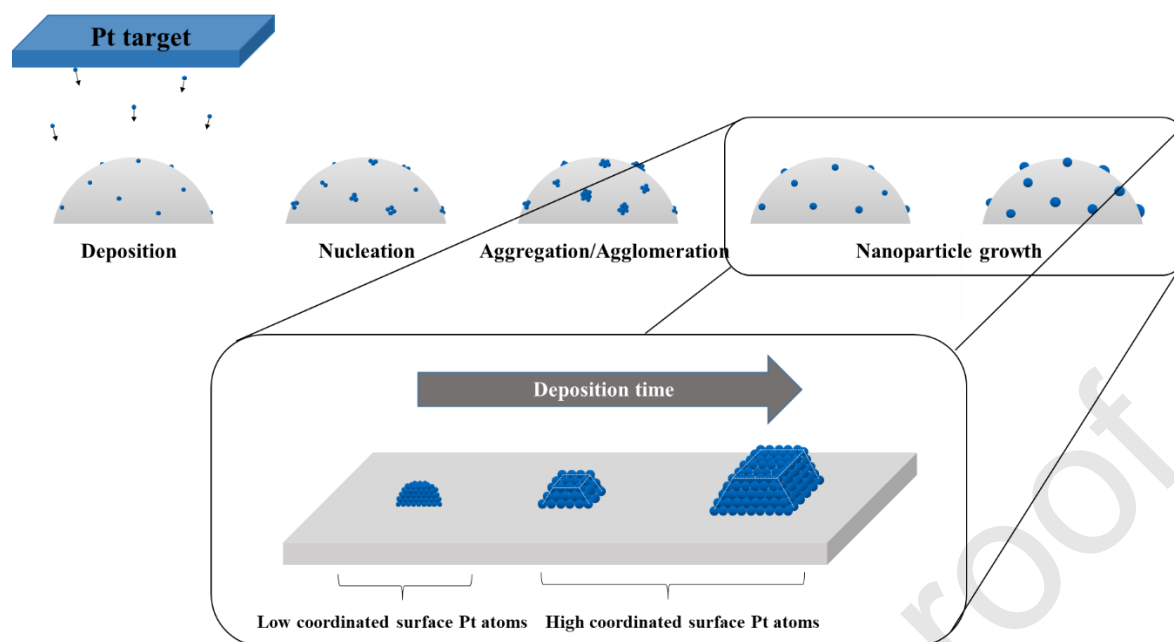 Pt target
Deposition
Nucleation
Aggregation/Agglomeration
Nanoparticle growth
Deposition time
Low coordinated surface Pt atoms
High coordinated surface Pt atoms
roof